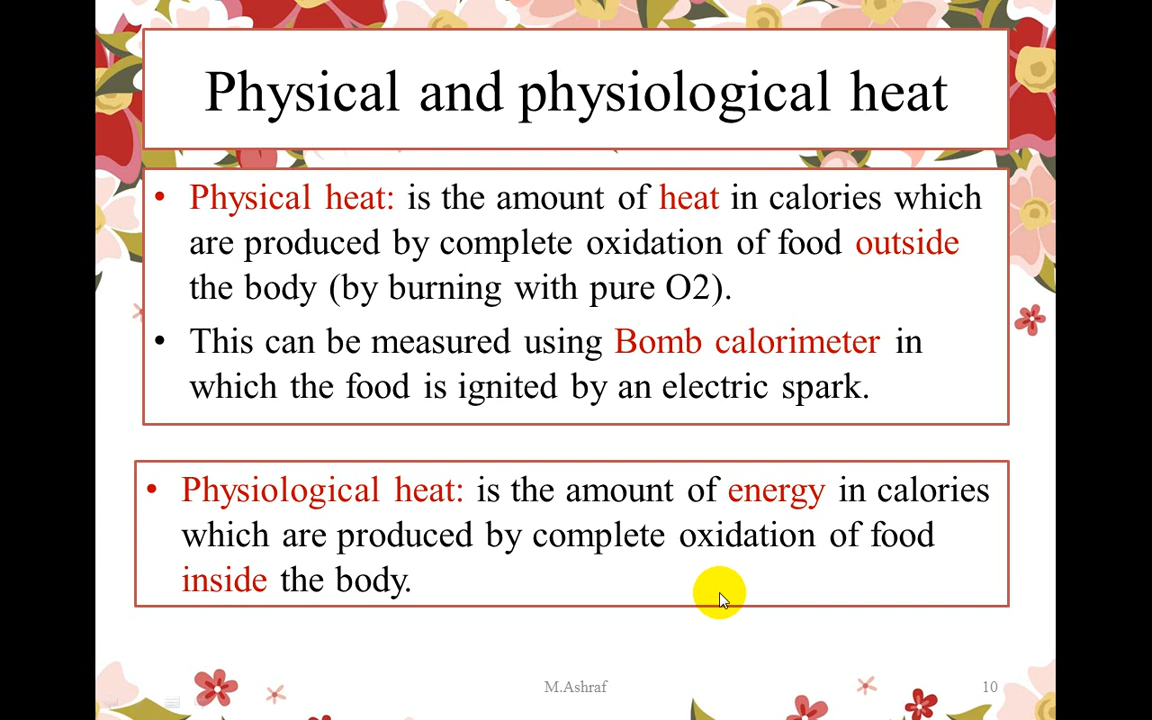 Physical and physiological heat
• Physical heat: is the amount of heat in calories which
are produced by complete oxidation of food outside
the body (by burning with pure O2).
• This can be measured using Bomb calorimeter in
which the food is ignited by an electric spark.
• Physiological heat: is the amount of energy in calories
which are produced by complete oxidation of food
inside the body.
M.Ashraf
10